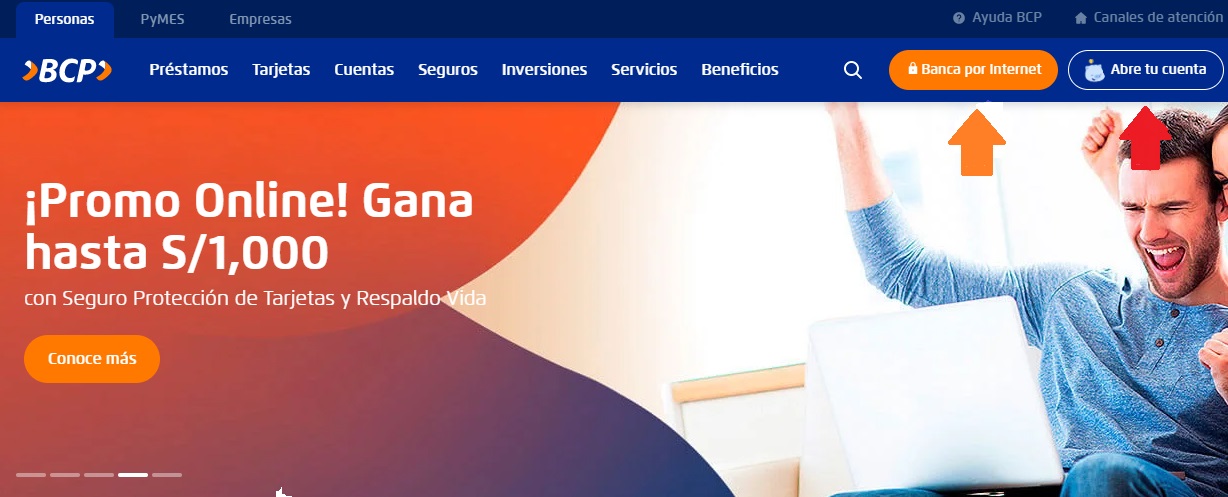 Personas
PyMES
Empresas
Ayuda BCP
Canales de atención
BCP
Préstamos
Tarjetas
Cuentas
Seguros
Inversiones
Servicios
Beneficios
Banca por Internet
Abre tu cuenta
¡Promo Online! Gana
hasta S/1,000
con Seguro Protección de Tarjetas y Respaldo Vida
Conoce más